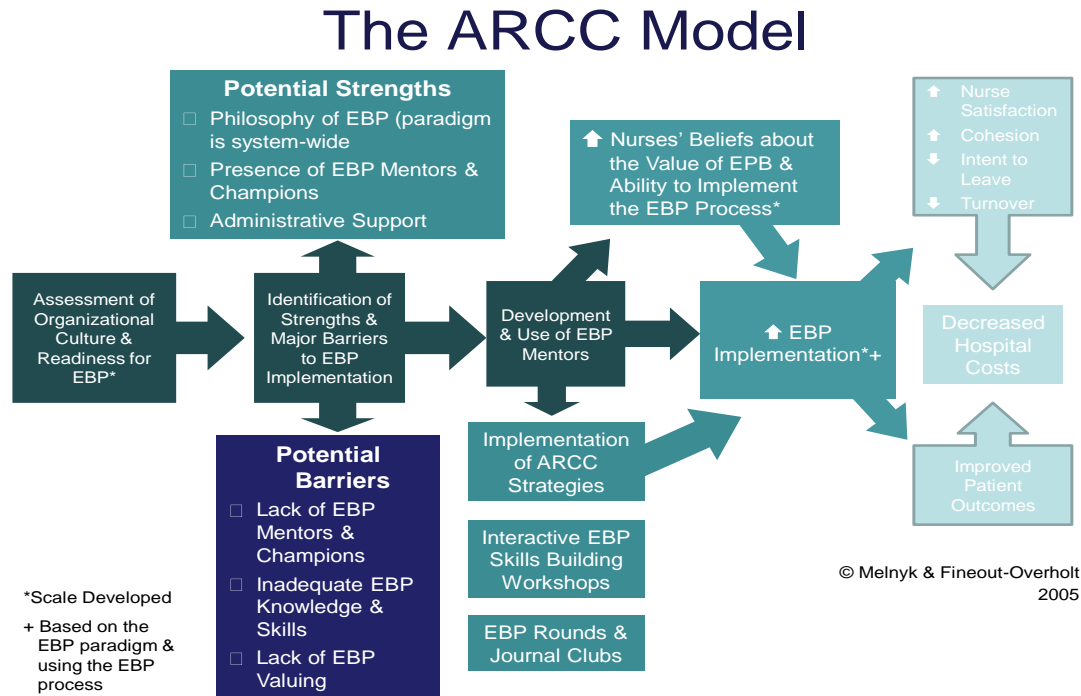 The ARCC Model
Potential Strengths
Philosophy of EBP (paradigm
is system-wide
Presence of EBP Mentors &
Champions
Administrative Support
Nurses' Beliefs about
the Value of EPB &
Ability to Implement
the EBP Process*
Nurse
Satisfaction
Cohesion
Intent to
Leave
Turnover
Assessment of
Organizational
Culture &
Readiness for
EBP*
Identification of
Strengths &
Major Barriers
to EBP
Implementation
Development
& Use of EBP
Mentors
EBP
Implementation*+
Decreased
Hospital
Costs
Potential
Barriers
Lack of EBP
Mentors &
Champions
Inadequate EBP
Knowledge &
Skills
Lack of EBP
Valuing
Implementation
of ARCC
Strategies
Interactive EBP
Skills Building
Workshops
EBP Rounds &
Journal Clubs
Improved
Patient
Outcomes
© Melnyk & Fineout-Overholt
2005
*Scale Developed
+ Based on the
EBP paradigm &
using the EBP
process